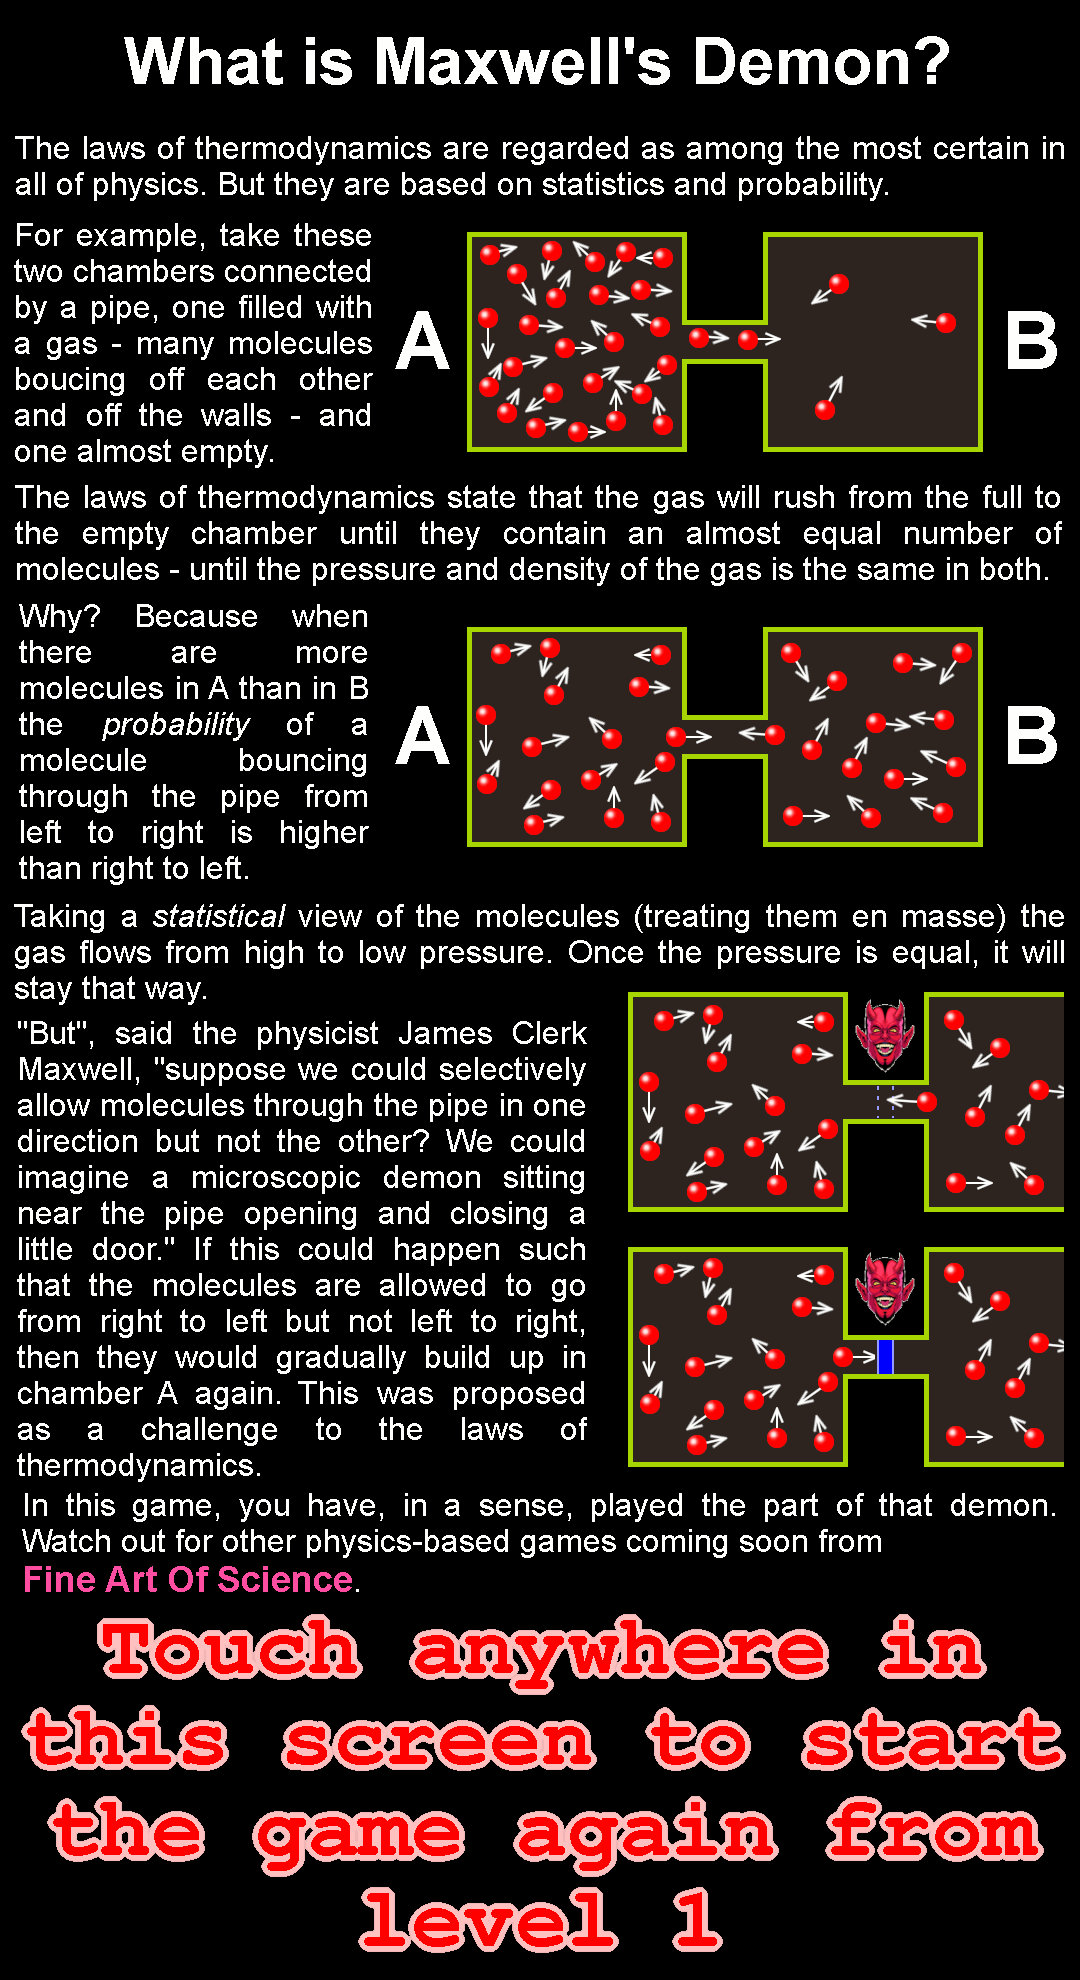 What is Maxwell's Demon?
The laws of thermodynamics are regarded as among the most certain in
all of physics. But they are based on statistics and probability.
For example, take these
two chambers connected
by a pipe, one filled with
a gas - many molecules
boucing off each other
and off the walls - and
one almost empty.
A
B
The laws of thermodynamics state that the gas will rush from the full to
the empty chamber until they contain an almost equal number of
molecules - until the pressure and density of the gas is the same in both.
Why? Because when
there are more
molecules in A than in B
the probability of a
molecule bouncing
through the pipe from
left to right is higher
than right to left.
A
B
Taking a statistical view of the molecules (treating them en masse) the
gas flows from high to low pressure. Once the pressure is equal, it will
stay that way.
"But", said the physicist James Clerk
Maxwell, "suppose we could selectively
allow molecules through the pipe in one
direction but not the other? We could
imagine a microscopic demon sitting
near the pipe opening and closing a
little door." If this could happen such
that the molecules are allowed to go
from right to left but not left to right,
then they would gradually build up in
chamber A again. This was proposed
as a challenge to the laws of
thermodynamics.
In this game, you have, in a sense, played the part of that demon.
Watch out for other physics-based games coming soon from
Fine Art Of Science.
Touch anywhere in
this screen to start
the game again from
level 1